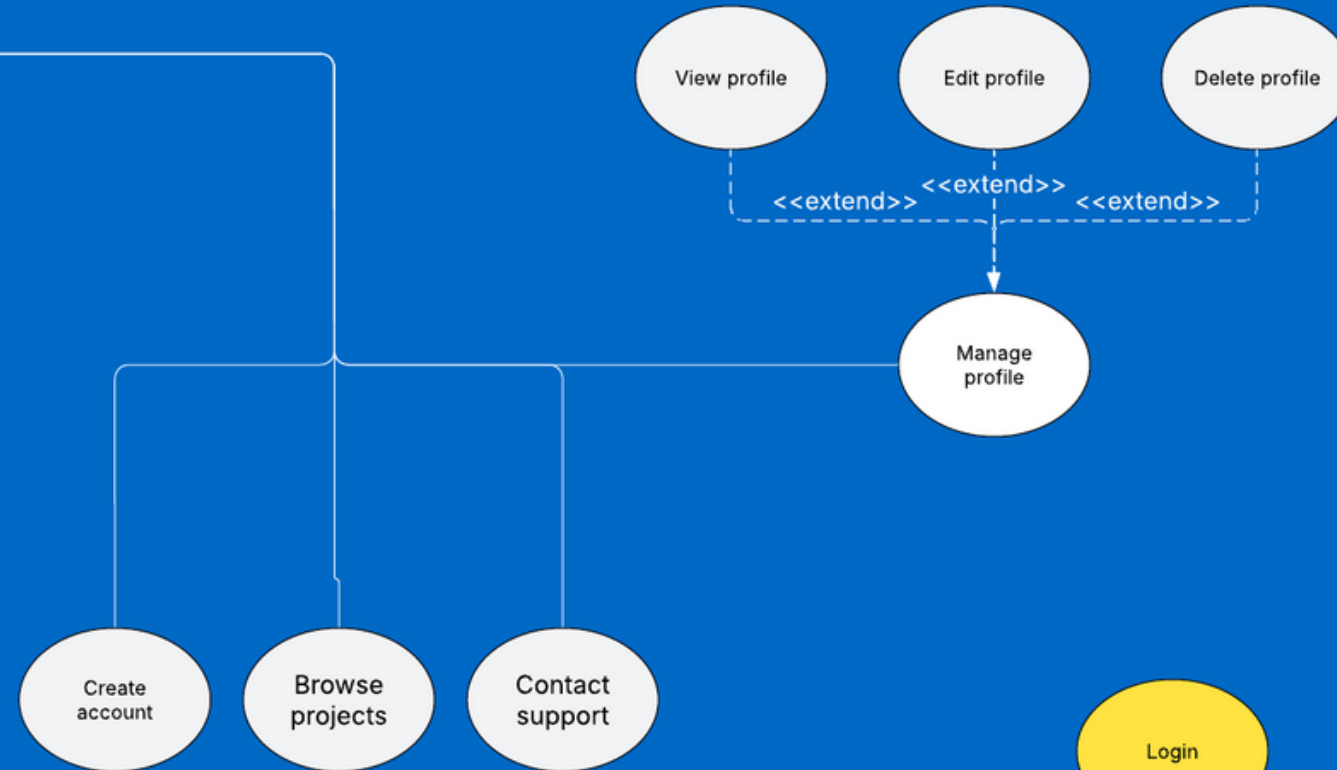 View profile
Edit profile
Delete profile
<<extend>>
<<extend>>
<<extend>>
Manage
profile
Create
account
Browse
projects
Contact
support
Login